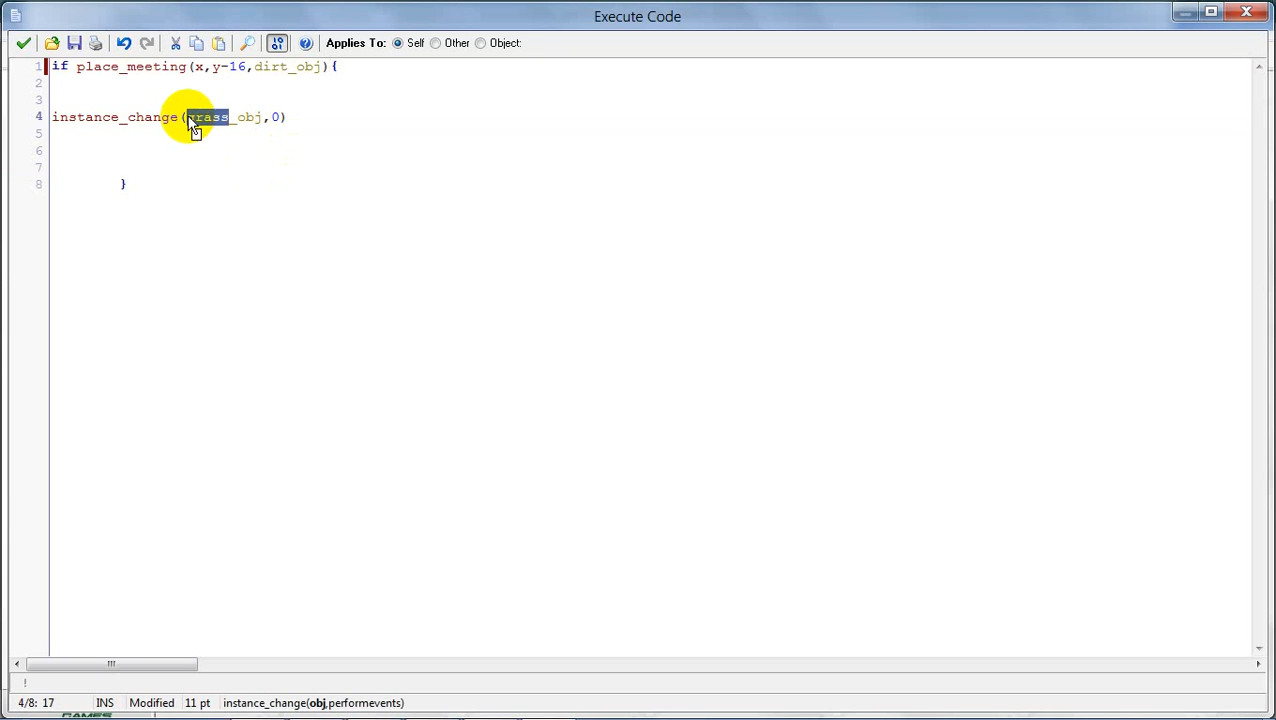 Execute Code
Applies To: Self Other Object:
1 if place_meeting(x,y-16,dirt_obj){
2
3
4 instance_change(grass_obj,0)
5
6
7
8 }
!
4/8: 17 INS Modified 11 pt instance_change(obj,performevents)
GAMES